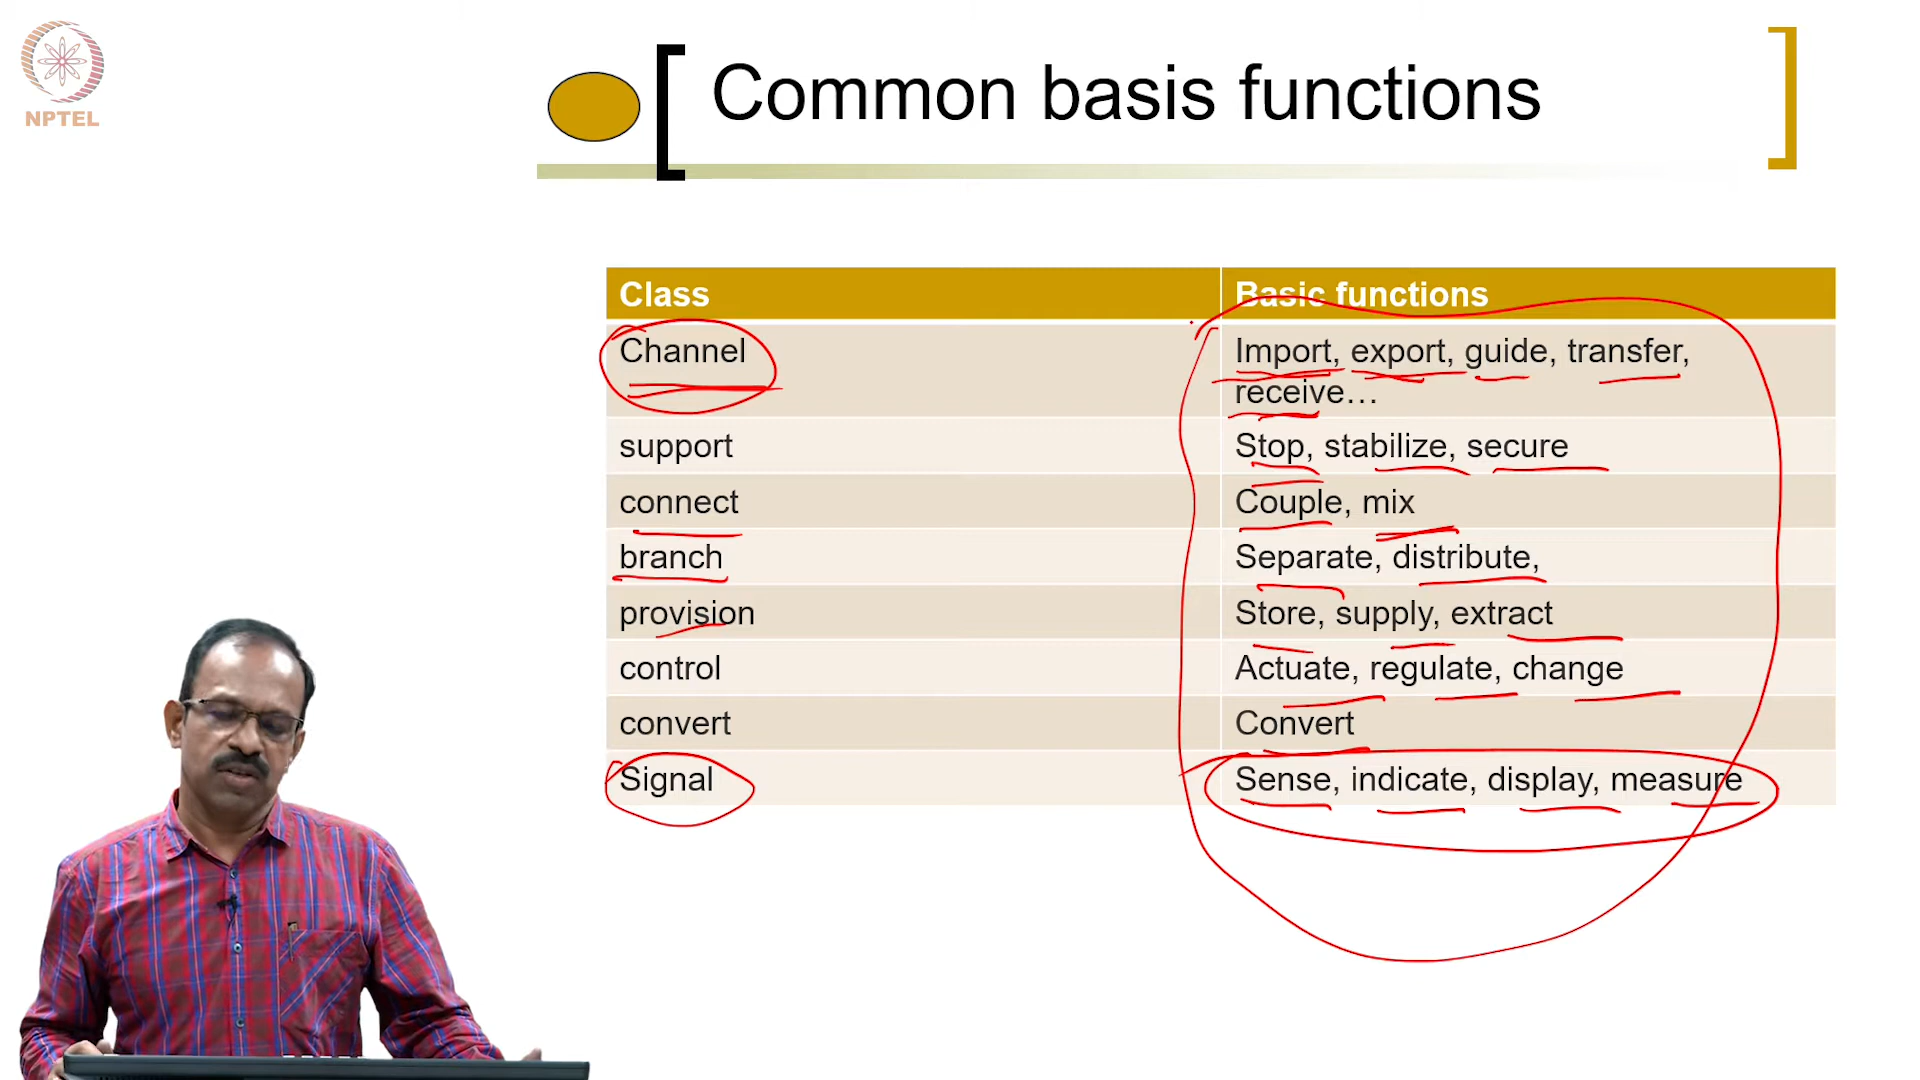 NPTEL
Common basis functions
Class Basic functions
Channel Import, export, guide, transfer,
receive…
support Stop, stabilize, secure
connect Couple, mix
branch Separate, distribute,
provision Store, supply, extract
control Actuate, regulate, change
convert Convert
Signal Sense, indicate, display, measure